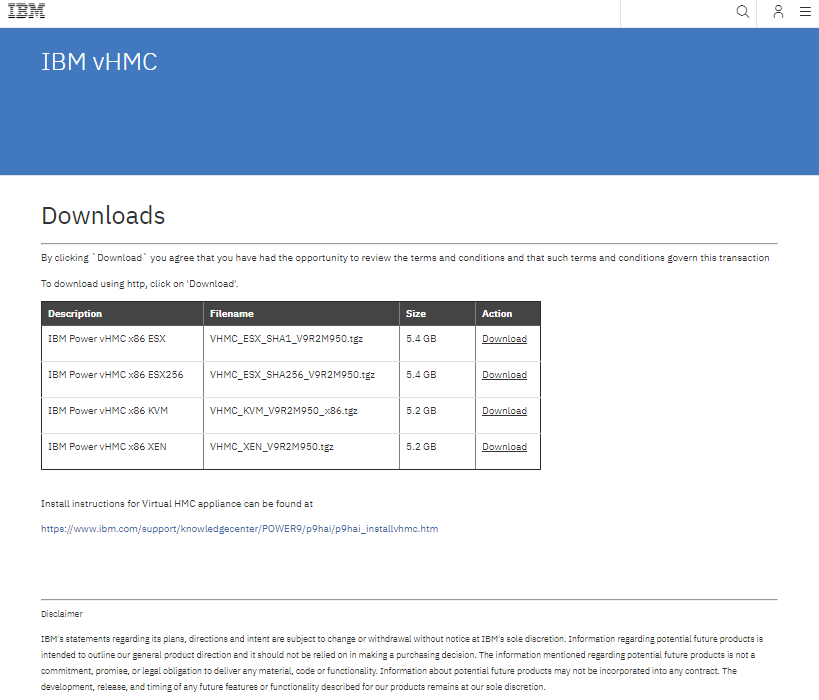 IBM
IBM vHMC
Downloads
By clicking `Download` you agree that you have had the opportunity to review the terms and conditions and that such terms and conditions govern this transaction
To download using http, click on 'Download'.
Description Filename Size Action
IBM Power vHMC x86 ESX VHMC_ESX_SHA1_V9R2M950.tgz 5.4 GB Download
IBM Power vHMC x86 ESX256 VHMC_ESX_SHA256_V9R2M950.tgz 5.4 GB Download
IBM Power vHMC x86 KVM VHMC_KVM_V9R2M950_x86.tgz 5.2 GB Download
IBM Power vHMC x86 XEN VHMC_XEN_V9R2M950.tgz 5.2 GB Download
Install instructions for Virtual HMC appliance can be found at
https://www.ibm.com/support/knowledgecenter/POWER9/p9hai/p9hai_installvhmc.htm
Disclaimer
IBM's statements regarding its plans, directions and intent are subject to change or withdrawal without notice at IBM's sole discretion. Information regarding potential future products is
intended to outline our general product direction and it should not be relied on in making a purchasing decision. The information mentioned regarding potential future products is not a
commitment, promise, or legal obligation to deliver any material, code or functionality. Information about potential future products may not be incorporated into any contract. The
development, release, and timing of any future features or functionality described for our products remains at our sole discretion.